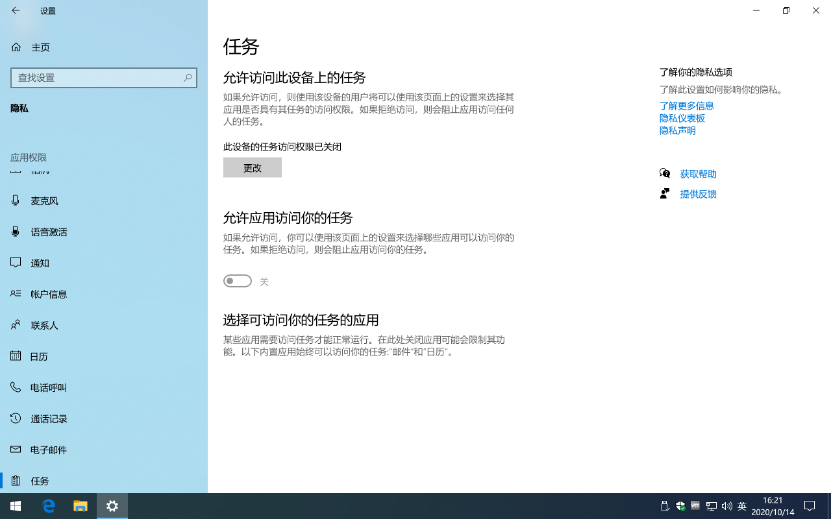 设置
主页
查找设置
隐私
应用权限
麦克风
语音激活
通知
帐户信息
联系人
日历
电话呼叫
通话记录
电子邮件
任务
任务
允许访问此设备上的任务
如果允许访问，则使用该设备的用户将可以使用该页面上的设置来选择其
应用是否具有其任务的访问权限。如果拒绝访问，则会阻止应用访问任何
人的任务。
此设备的任务访问权限已关闭
更改
允许应用访问你的任务
如果允许访问，你可以使用该页面上的设置来选择哪些应用可以访问你的
任务。如果拒绝访问，则会阻止应用访问你的任务。
关
选择可访问你的任务的应用
某些应用需要访问任务才能正常运行。在此处关闭应用可能会限制其功
能。以下内置应用始终可以访问你的任务:"邮件"和"日历"。
了解你的隐私选项
了解此设置如何影响你的隐私。
了解更多信息
隐私仪表板
隐私声明
获取帮助
提供反馈
英
16:21
2020/10/14